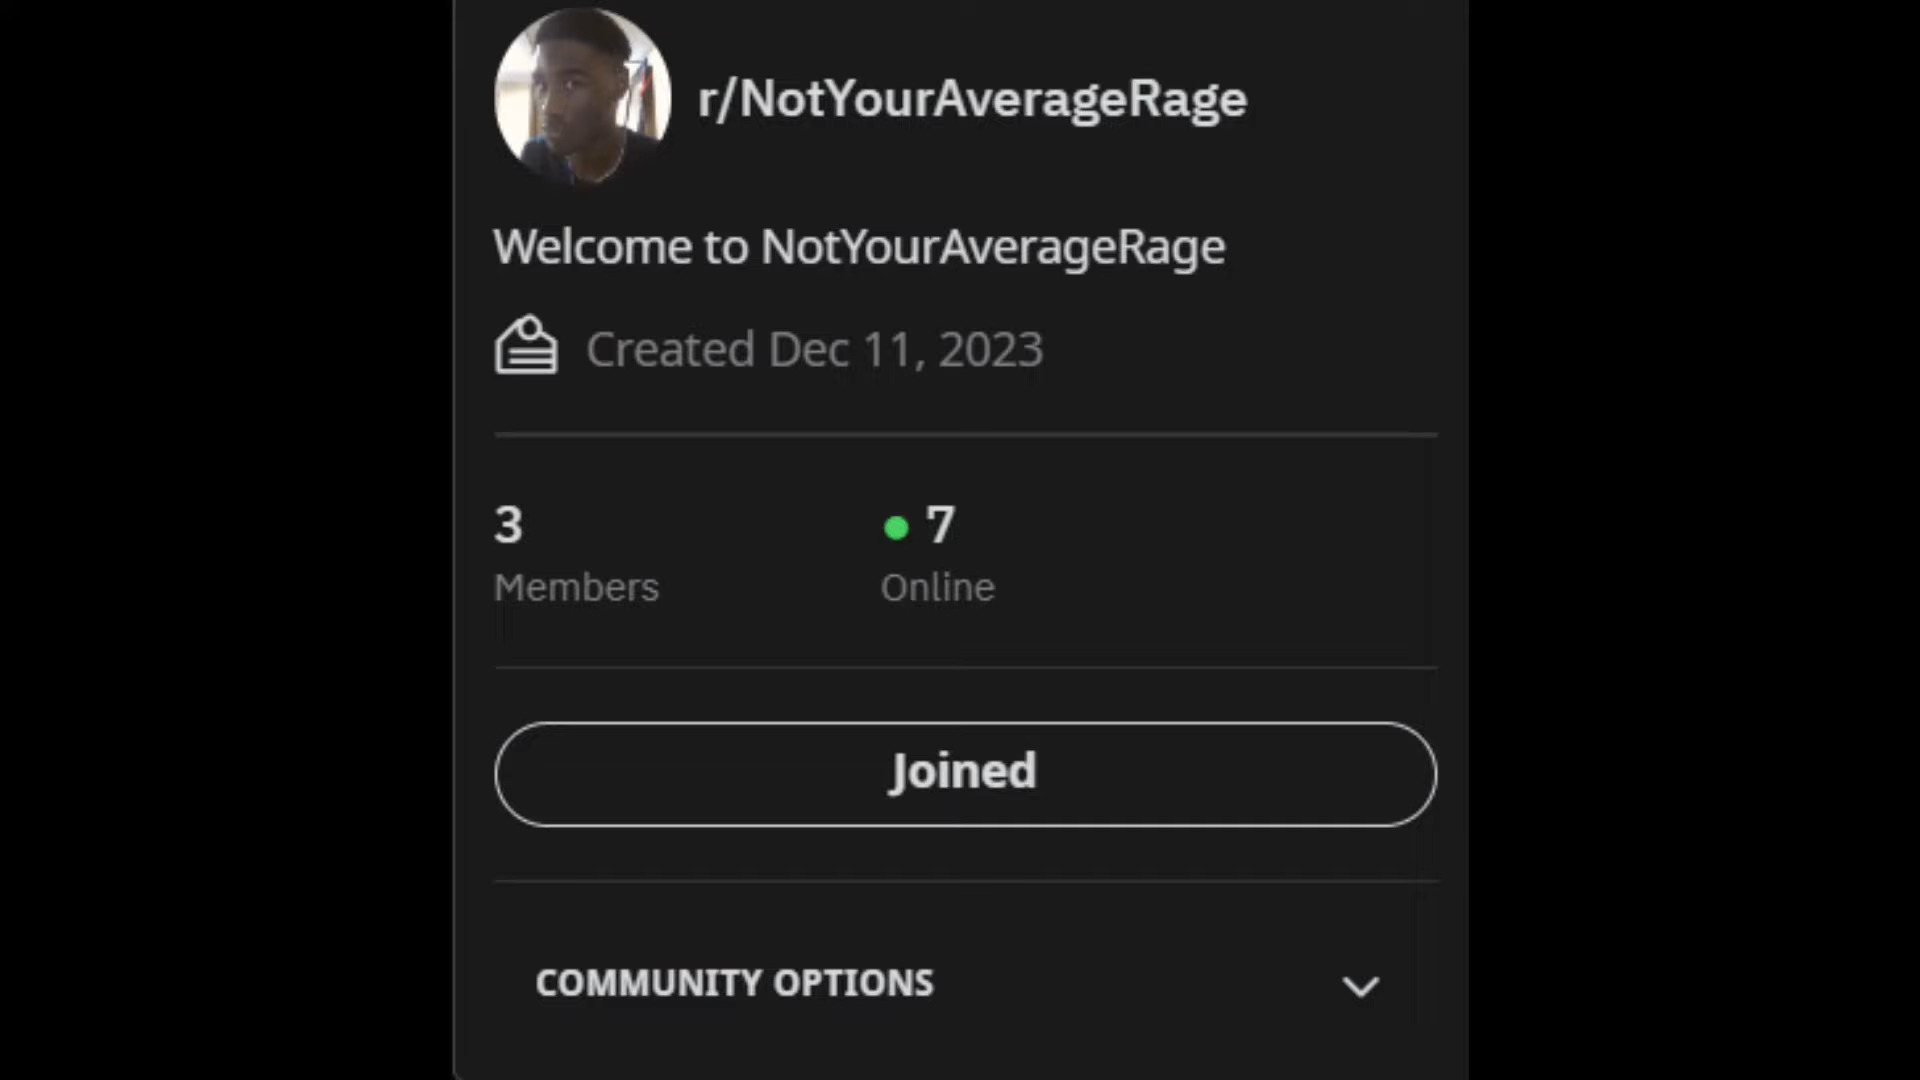 r/NotYourAverageRage
Welcome to NotYourAverageRage
Created Dec 11, 2023
3 7
Members Online
Joined
COMMUNITY OPTIONS